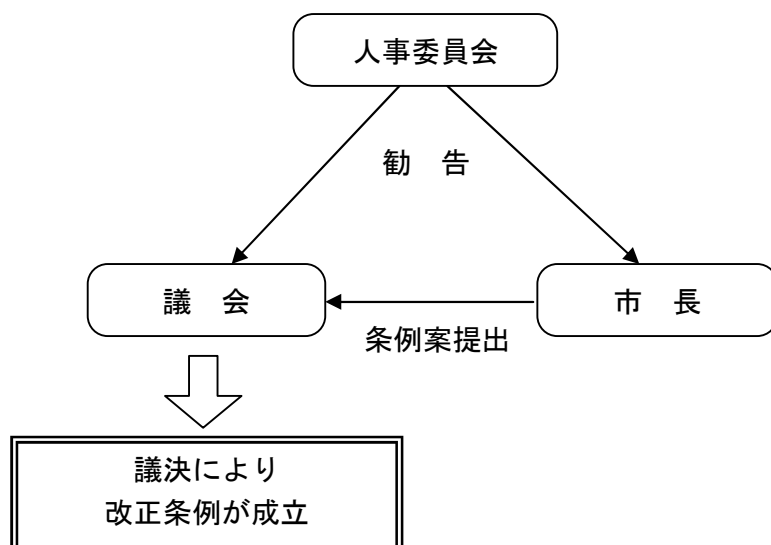 人事委員会
勧　告
議　会
市　長
条例案提出
議決により
改正条例が成立